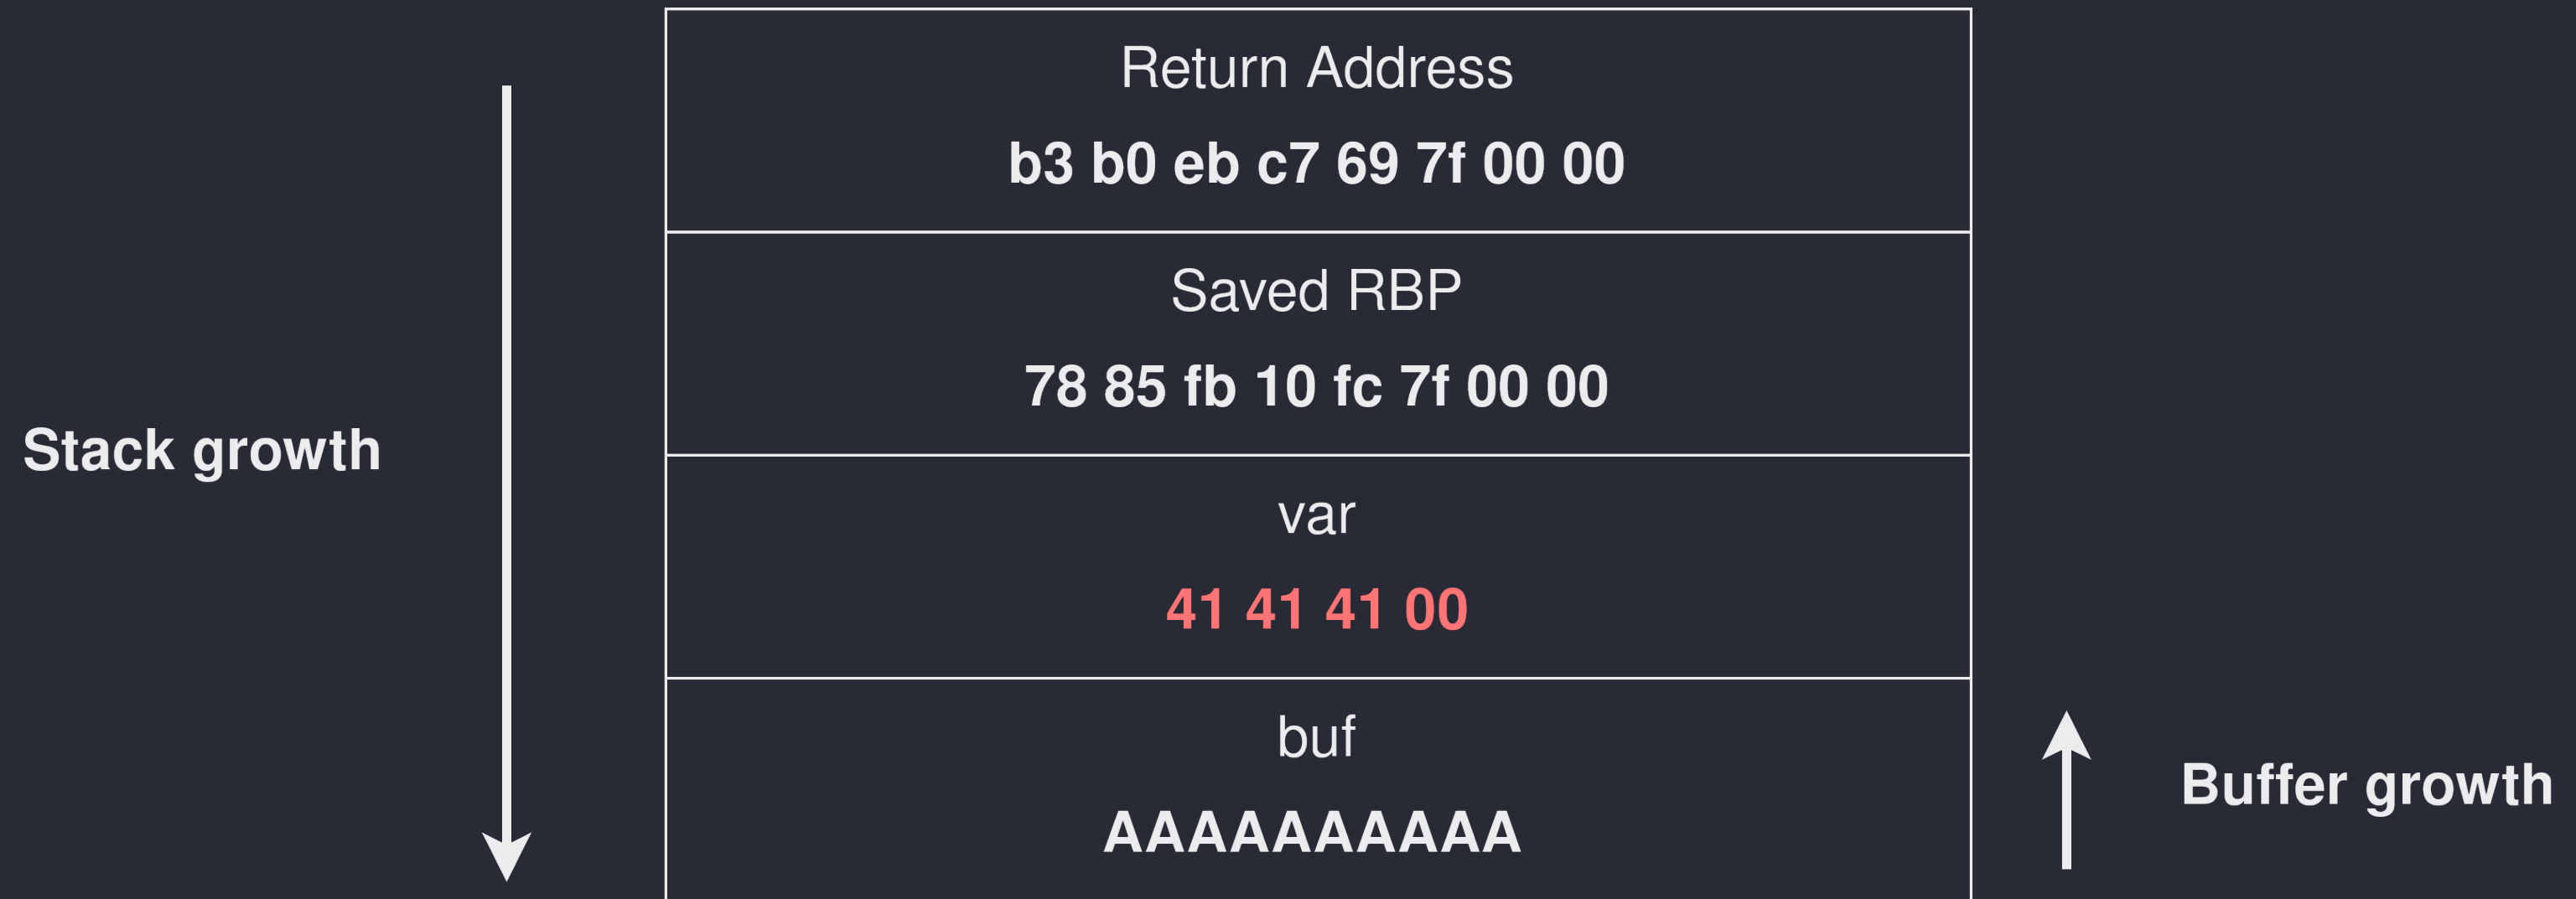 Return Address
b3 b0 eb c7 69 7f 00 00
Saved RBP
78 85 fb 10 fc 7f 00 00
Stack growth
var
41 41 41 00
buf
Buffer growth
AAAAAAAAAA